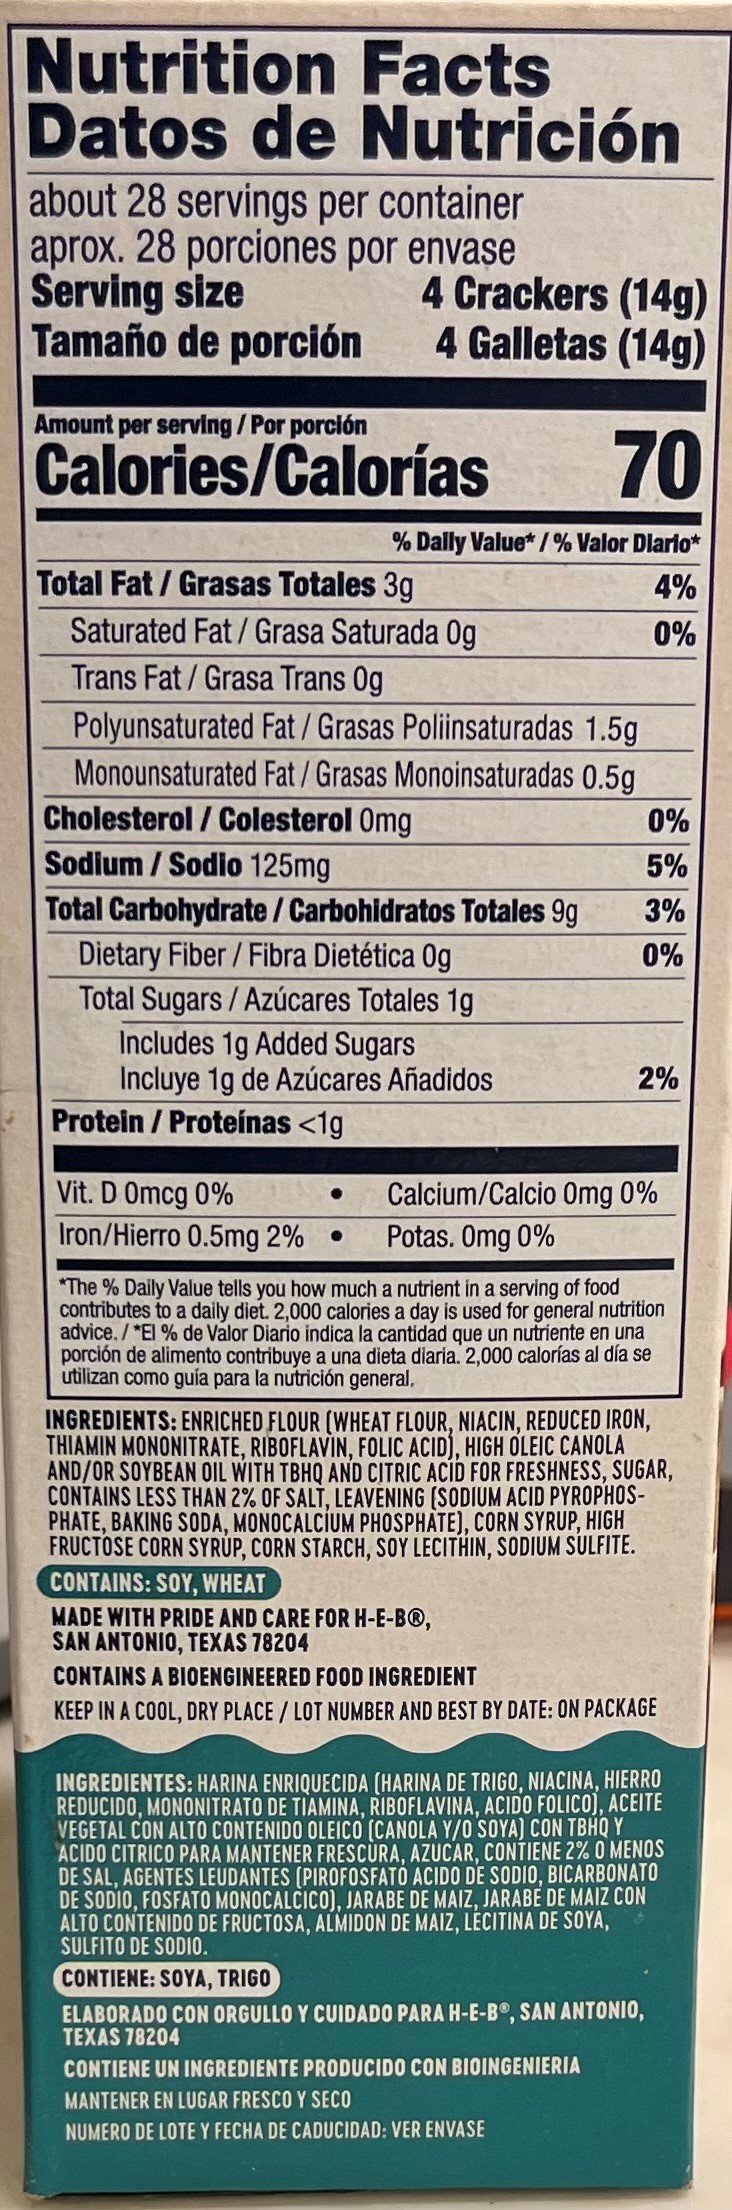 Nutrition Facts
Datos de Nutrición
about 28 servings per container
aprox. 28 porciones por envase
Serving size 4 Crackers (14g)
Tamaño de porción 4 Galletas (14g)
Amount per serving / Por porción
Calories/Calorías 70
% Daily Value* / % Valor Diario*
Total Fat / Grasas Totales 3g 4%
Saturated Fat / Grasa Saturada 0g 0%
Trans Fat / Grasa Trans 0g
Polyunsaturated Fat / Grasas Poliinsaturadas 1.5g
Monounsaturated Fat / Grasas Monoinsaturadas 0.5g
Cholesterol / Colesterol 0mg 0%
Sodium / Sodio 125mg 5%
Total Carbohydrate / Carbohidratos Totales 9g 3%
Dietary Fiber / Fibra Dietética 0g 0%
Total Sugars / Azúcares Totales 1g
Includes 1g Added Sugars
Incluye 1g de Azúcares Añadidos 2%
Protein / Proteínas <1g
Vit. D 0mcg 0% • Calcium/Calcio 0mg 0%
Iron/Hierro 0.5mg 2% • Potas. 0mg 0%
*The % Daily Value tells you how much a nutrient in a serving of food
contributes to a daily diet. 2,000 calories a day is used for general nutrition
advice. / *El % de Valor Diario indica la cantidad que un nutriente en una
porción de alimento contribuye a una dieta diaria. 2,000 calorías al día se
utilizan como guía para la nutrición general.
INGREDIENTS: ENRICHED FLOUR (WHEAT FLOUR, NIACIN, REDUCED IRON,
THIAMIN MONONITRATE, RIBOFLAVIN, FOLIC ACID), HIGH OLEIC CANOLA
AND/OR SOYBEAN OIL WITH TBHQ AND CITRIC ACID FOR FRESHNESS, SUGAR,
CONTAINS LESS THAN 2% OF SALT, LEAVENING (SODIUM ACID PYROPHOS-
PHATE, BAKING SODA, MONOCALCIUM PHOSPHATE), CORN SYRUP, HIGH
FRUCTOSE CORN SYRUP, CORN STARCH, SOY LECITHIN, SODIUM SULFITE.
CONTAINS: SOY, WHEAT
MADE WITH PRIDE AND CARE FOR H-E-B®,
SAN ANTONIO, TEXAS 78204
CONTAINS A BIOENGINEERED FOOD INGREDIENT
KEEP IN A COOL, DRY PLACE / LOT NUMBER AND BEST BY DATE: ON PACKAGE
INGREDIENTES: HARINA ENRIQUECIDA (HARINA DE TRIGO, NIACINA, HIERRO
REDUCIDO, MONONITRATO DE TIAMINA, RIBOFLAVINA, ACIDO FOLICO), ACEITE
VEGETAL CON ALTO CONTENIDO OLEICO (CANOLA Y/O SOYA) CON TBHQ Y
ACIDO CITRICO PARA MANTENER FRESCURA, AZUCAR, CONTIENE 2% O MENOS
DE SAL, AGENTES LEUDANTES (PIROFOSFATO ACIDO DE SODIO, BICARBONATO
DE SODIO, FOSFATO MONOCALCICO), JARABE DE MAIZ, JARABE DE MAIZ CON
ALTO CONTENIDO DE FRUCTOSA, ALMIDON DE MAIZ, LECITINA DE SOYA,
SULFITO DE SODIO.
CONTIENE: SOYA, TRIGO
ELABORADO CON ORGULLO Y CUIDADO PARA H-E-B®, SAN ANTONIO,
TEXAS 78204
CONTIENE UN INGREDIENTE PRODUCIDO CON BIOINGENIERIA
MANTENER EN LUGAR FRESCO Y SECO
NUMERO DE LOTE Y FECHA DE CADUCIDAD: VER ENVASE